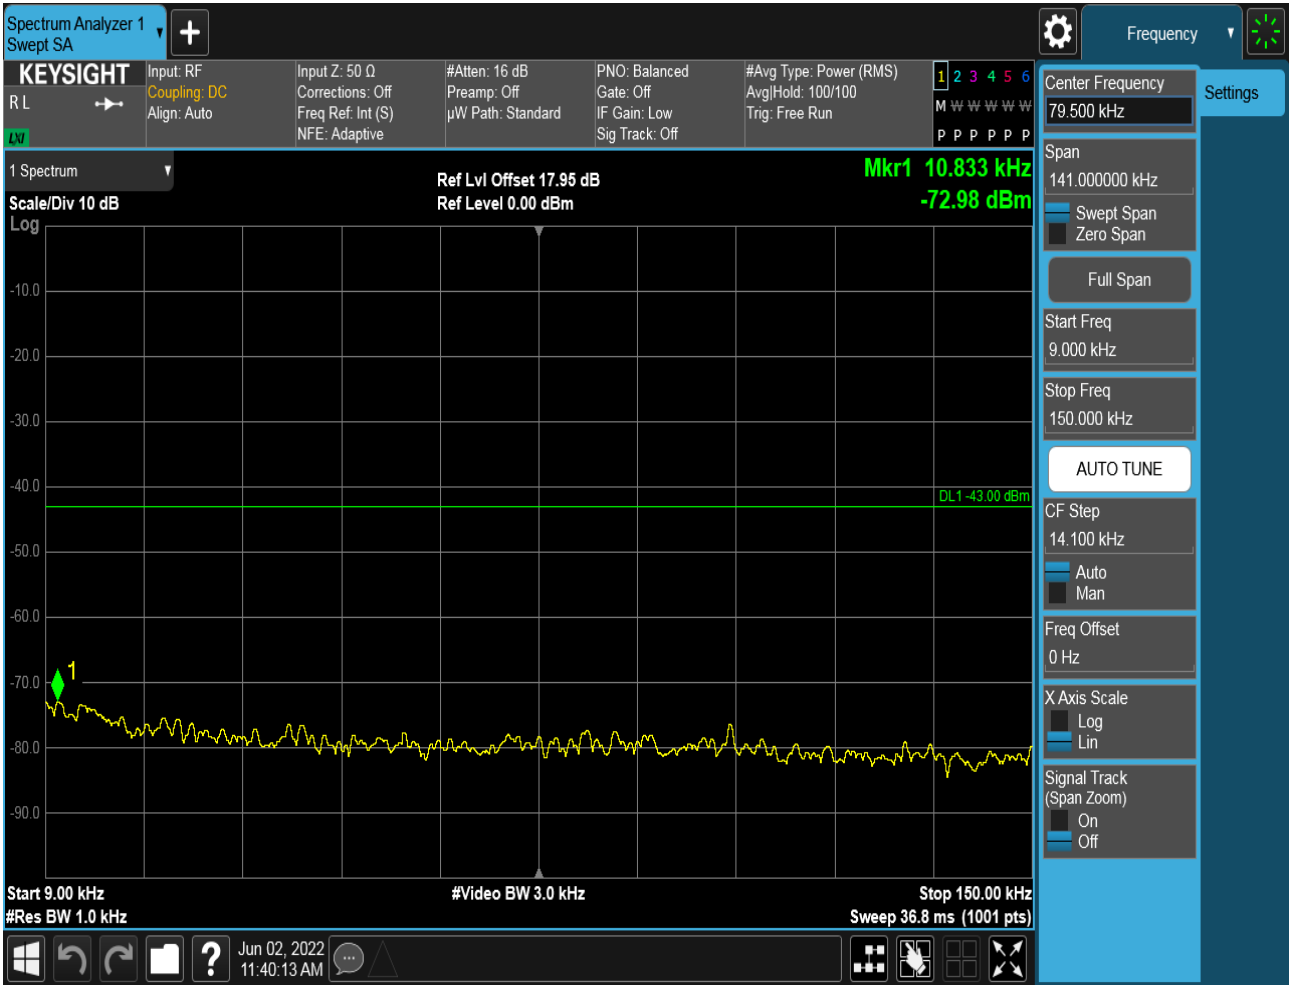 Spectrum Analyzer 1
Swept SA
Frequency
KEYSIGHT
R L
LXI
Input: RF
Coupling: DC
Align: Auto
Input Z: 50 Ω
Corrections: Off
Freq Ref: Int (S)
NFE: Adaptive
#Atten: 16 dB
Preamp: Off
µW Path: Standard
PNO: Balanced
Gate: Off
IF Gain: Low
Sig Track: Off
#Avg Type: Power (RMS)
Avg|Hold: 100/100
Trig: Free Run
1 2 3 4 5 6
M W W W W W
P P P P P P
1 Spectrum
Scale/Div 10 dB
Log
Ref Lvl Offset 17.95 dB
Ref Level 0.00 dBm
Mkr1 10.833 kHz
-72.98 dBm
-10.0
-20.0
-30.0
-40.0
DL1 -43.00 dBm
-50.0
-60.0
1
-70.0
-80.0
-90.0
Start 9.00 kHz
#Video BW 3.0 kHz
Stop 150.00 kHz
#Res BW 1.0 kHz
Sweep 36.8 ms (1001 pts)
Center Frequency
79.500 kHz
Settings
Span
141.000000 kHz
Swept Span
Zero Span
Full Span
Start Freq
9.000 kHz
Stop Freq
150.000 kHz
AUTO TUNE
CF Step
14.100 kHz
Auto
Man
Freq Offset
0 Hz
X Axis Scale
Log
Lin
Signal Track
(Span Zoom)
On
Off
?
Jun 02, 2022
11:40:13 AM